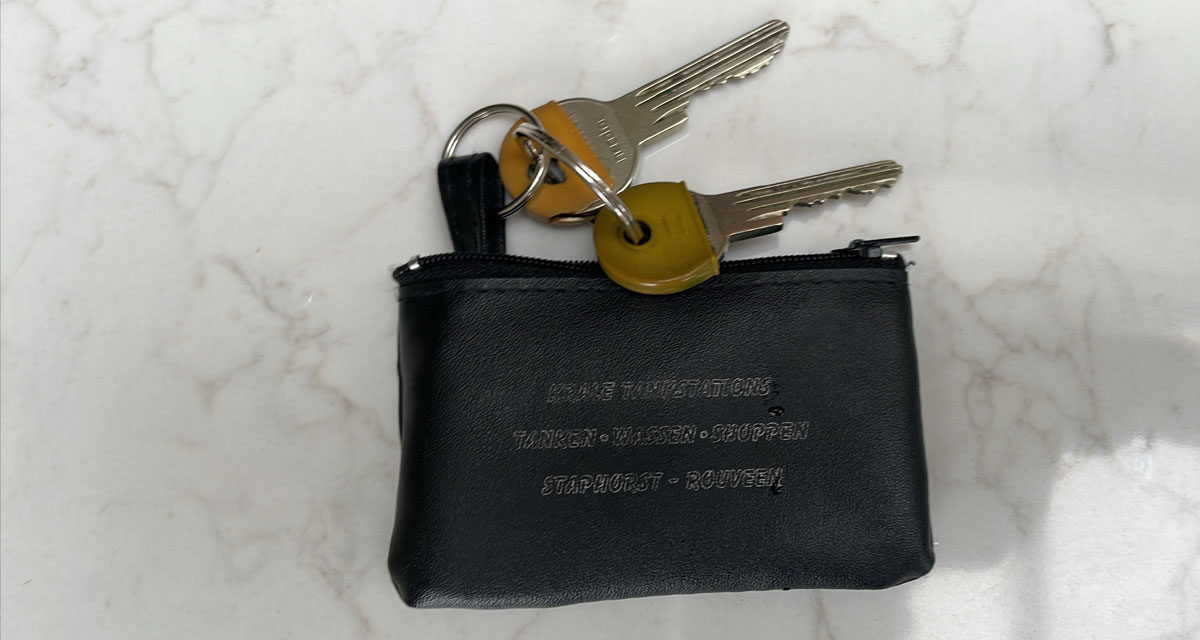 KRALE TANKSTATIONS
TANKEN • WASSEN • SHOPPEN
STAPHORST - ROUVEEN